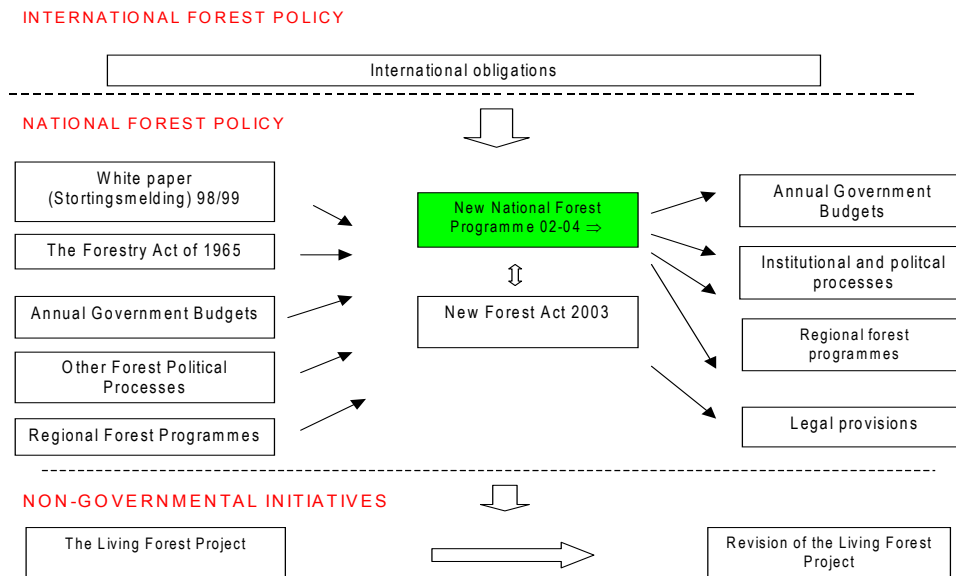 INTERNATIONAL FOREST POLICY
International obligations
NATIONAL FOREST POLICY
White paper
(Stortingsmelding) 98/99
The Forestry Act of 1965
Annual Government Budgets
Other Forest Political
Processes
Regional Forest Programmes
New National Forest
Programme 02-04 ⇒
⇕
New Forest Act 2003
Annual Government
Budgets
Institutional and politcal
processes
Regional forest
programmes
Legal provisions
NON-GOVERNMENTAL INITIATIVES
The Living Forest Project
Revision of the Living Forest
Project